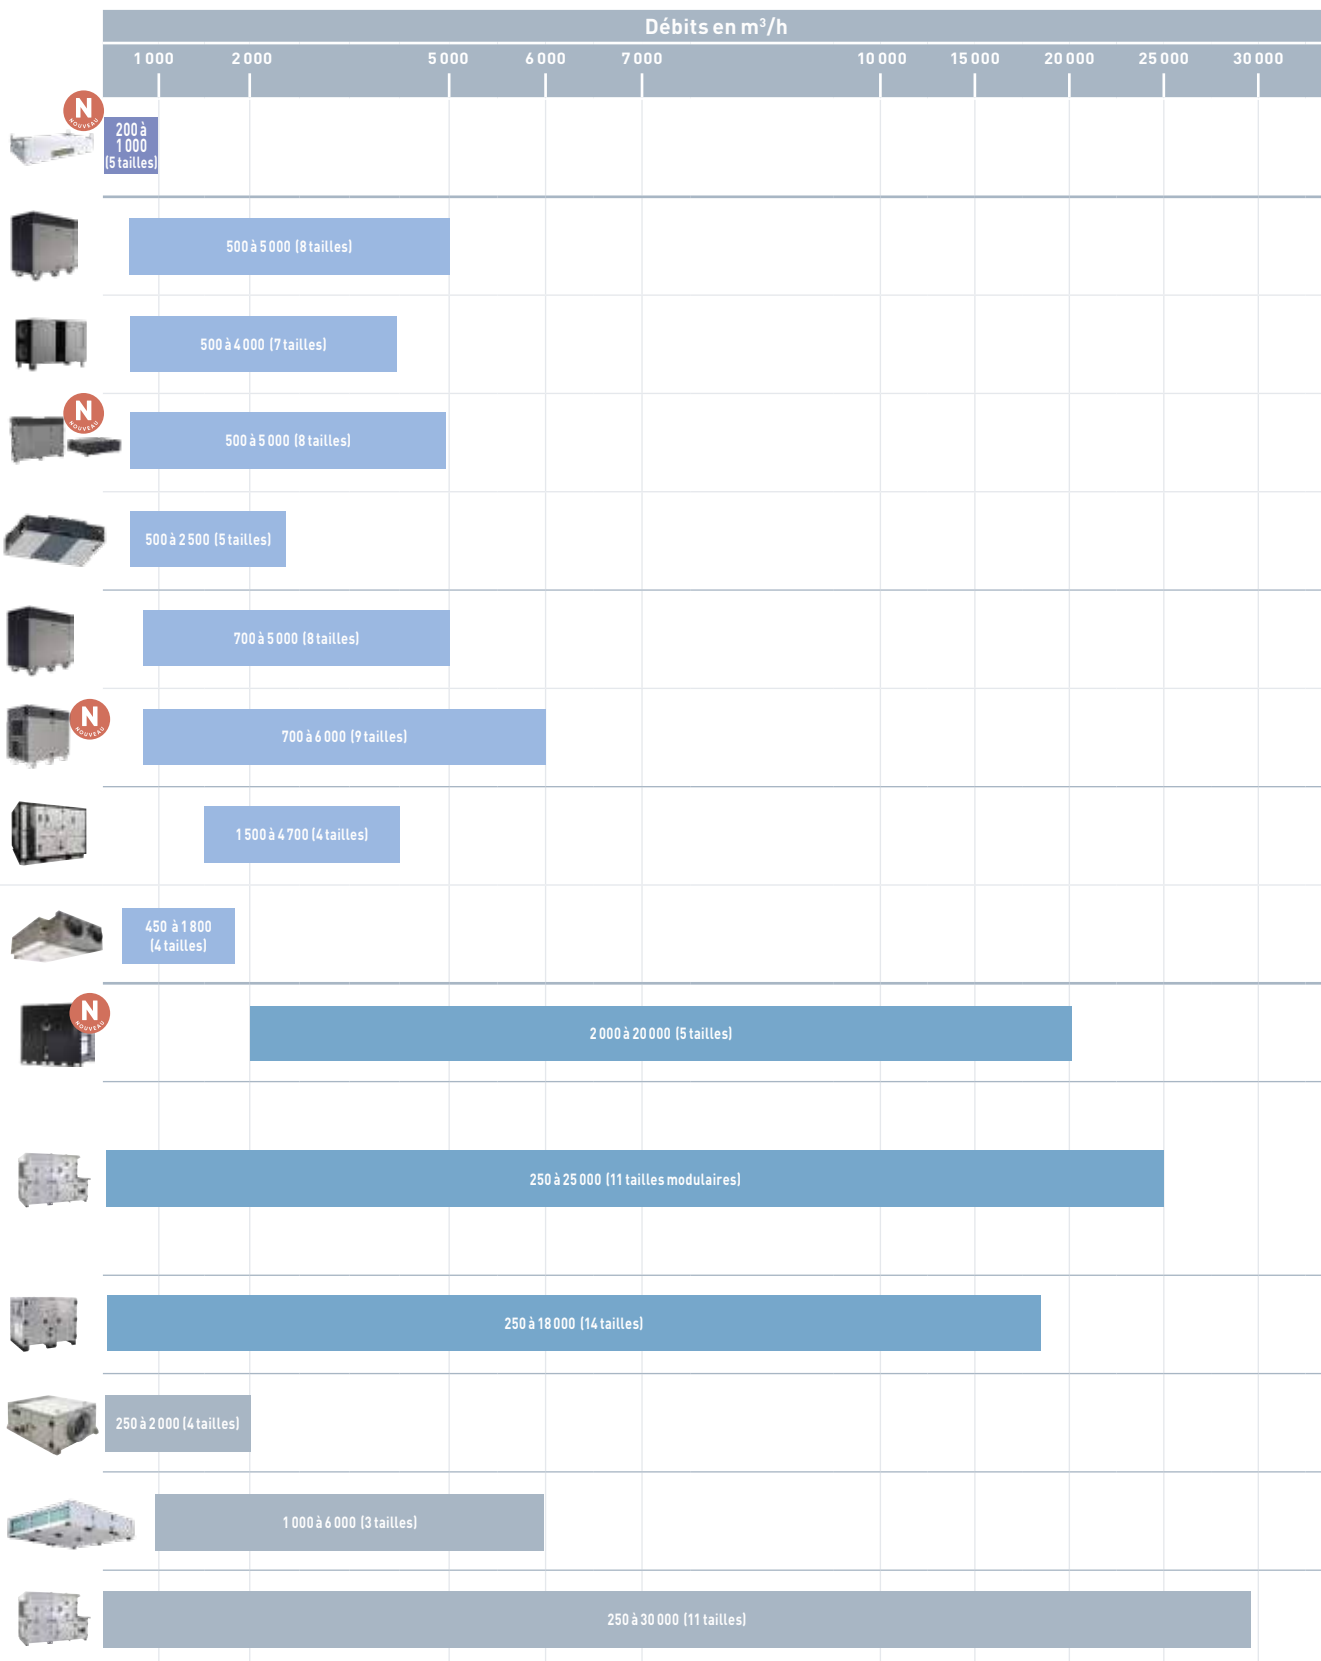 Débits en m³/h
1 000 2 000 5 000 6 000 7 000 10 000 15 000 20 000 25 000 30 000
N
NOUVEAU
200 à
1 000
(5 tailles)
500 à 5 000 (8 tailles)
500 à 4 000 (7 tailles)
N
NOUVEAU
500 à 5 000 (8 tailles)
500 à 2 500 (5 tailles)
700 à 5 000 (8 tailles)
N
NOUVEAU
700 à 6 000 (9 tailles)
1 500 à 4 700 (4 tailles)
450 à 1 800
(4 tailles)
N
NOUVEAU
2 000 à 20 000 (5 tailles)
250 à 25 000 (11 tailles modulaires)
250 à 18 000 (14 tailles)
250 à 2 000 (4 tailles)
1 000 à 6 000 (3 tailles)
250 à 30 000 (11 tailles)